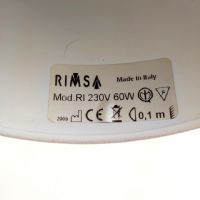 RIMSA Made in Italy
Mod.RI 230V 60W F
2009 CE 0,1 m